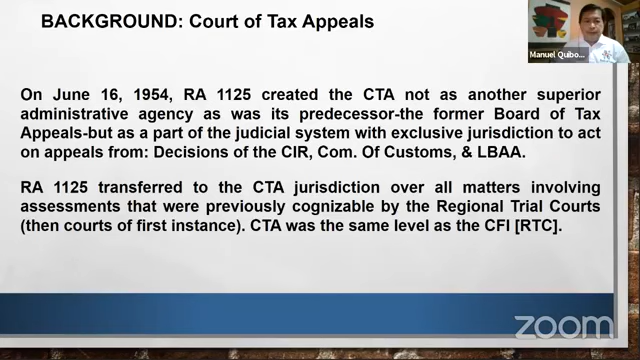 BACKGROUND: Court of Tax Appeals
Manuel Quibo...
On June 16, 1954, RA 1125 created the CTA not as another superior
administrative agency as was its predecessor-the former Board of Tax
Appeals-but as a part of the judicial system with exclusive jurisdiction to act
on appeals from: Decisions of the CIR, Com. Of Customs, & LBAA.
RA 1125 transferred to the CTA jurisdiction over all matters involving
assessments that were previously cognizable by the Regional Trial Courts
(then courts of first instance). CTA was the same level as the CFI [RTC].
zoom